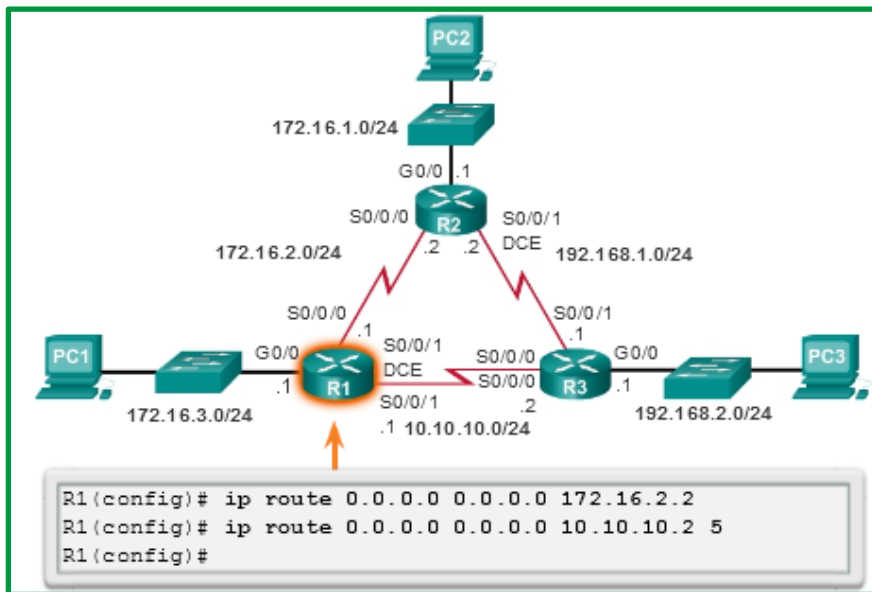 PC2
172.16.1.0/24
G0/0 .1
S0/0/0
R2
S0/0/1
DCE
172.16.2.0/24
.2
.2
192.168.1.0/24
S0/0/0
.1
S0/0/1
.1
PC1
G0/0
.1
R1
S0/0/1
DCE
S0/0/0
S0/0/0
R3
G0/0
.1
PC3
172.16.3.0/24
S0/0/1
.1
10.10.10.0/24
.2
192.168.2.0/24
R1(config)# ip route 0.0.0.0 0.0.0.0 172.16.2.2
R1(config)# ip route 0.0.0.0 0.0.0.0 10.10.10.2 5
R1(config)#